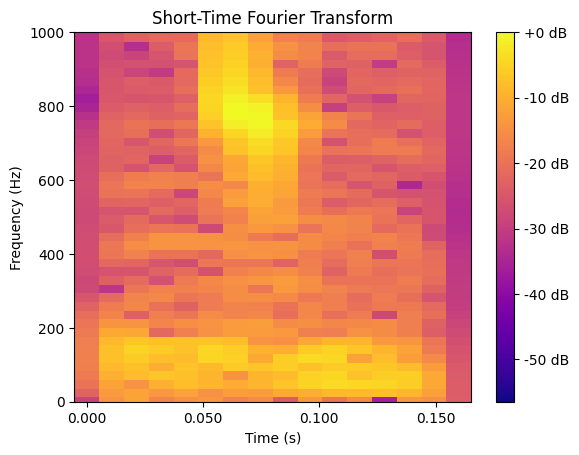 Short-Time Fourier Transform
1000
800
600
400
200
0
Frequency (Hz)
0.000
0.050
0.100
0.150
Time (s)
+0 dB
-10 dB
-20 dB
-30 dB
-40 dB
-50 dB